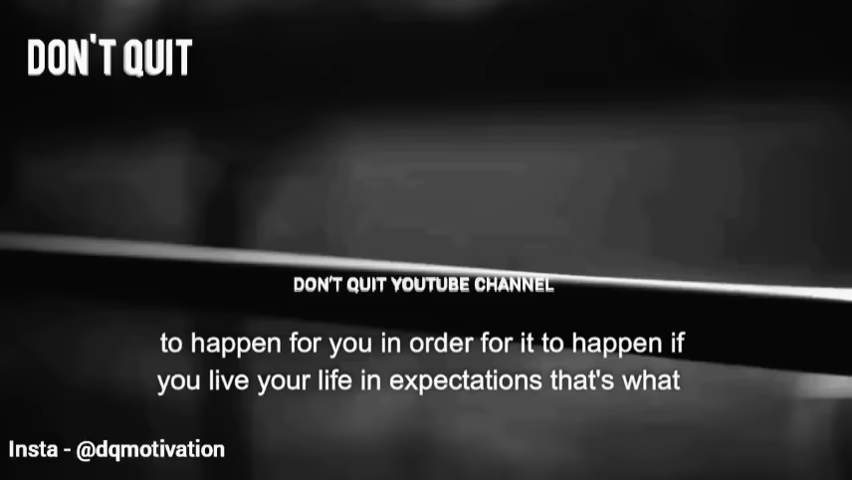 DON'T QUIT
DON'T QUIT YOUTUBE CHANNEL
to happen for you in order for it to happen if
you live your life in expectations that's what
Insta - @dqmotivation